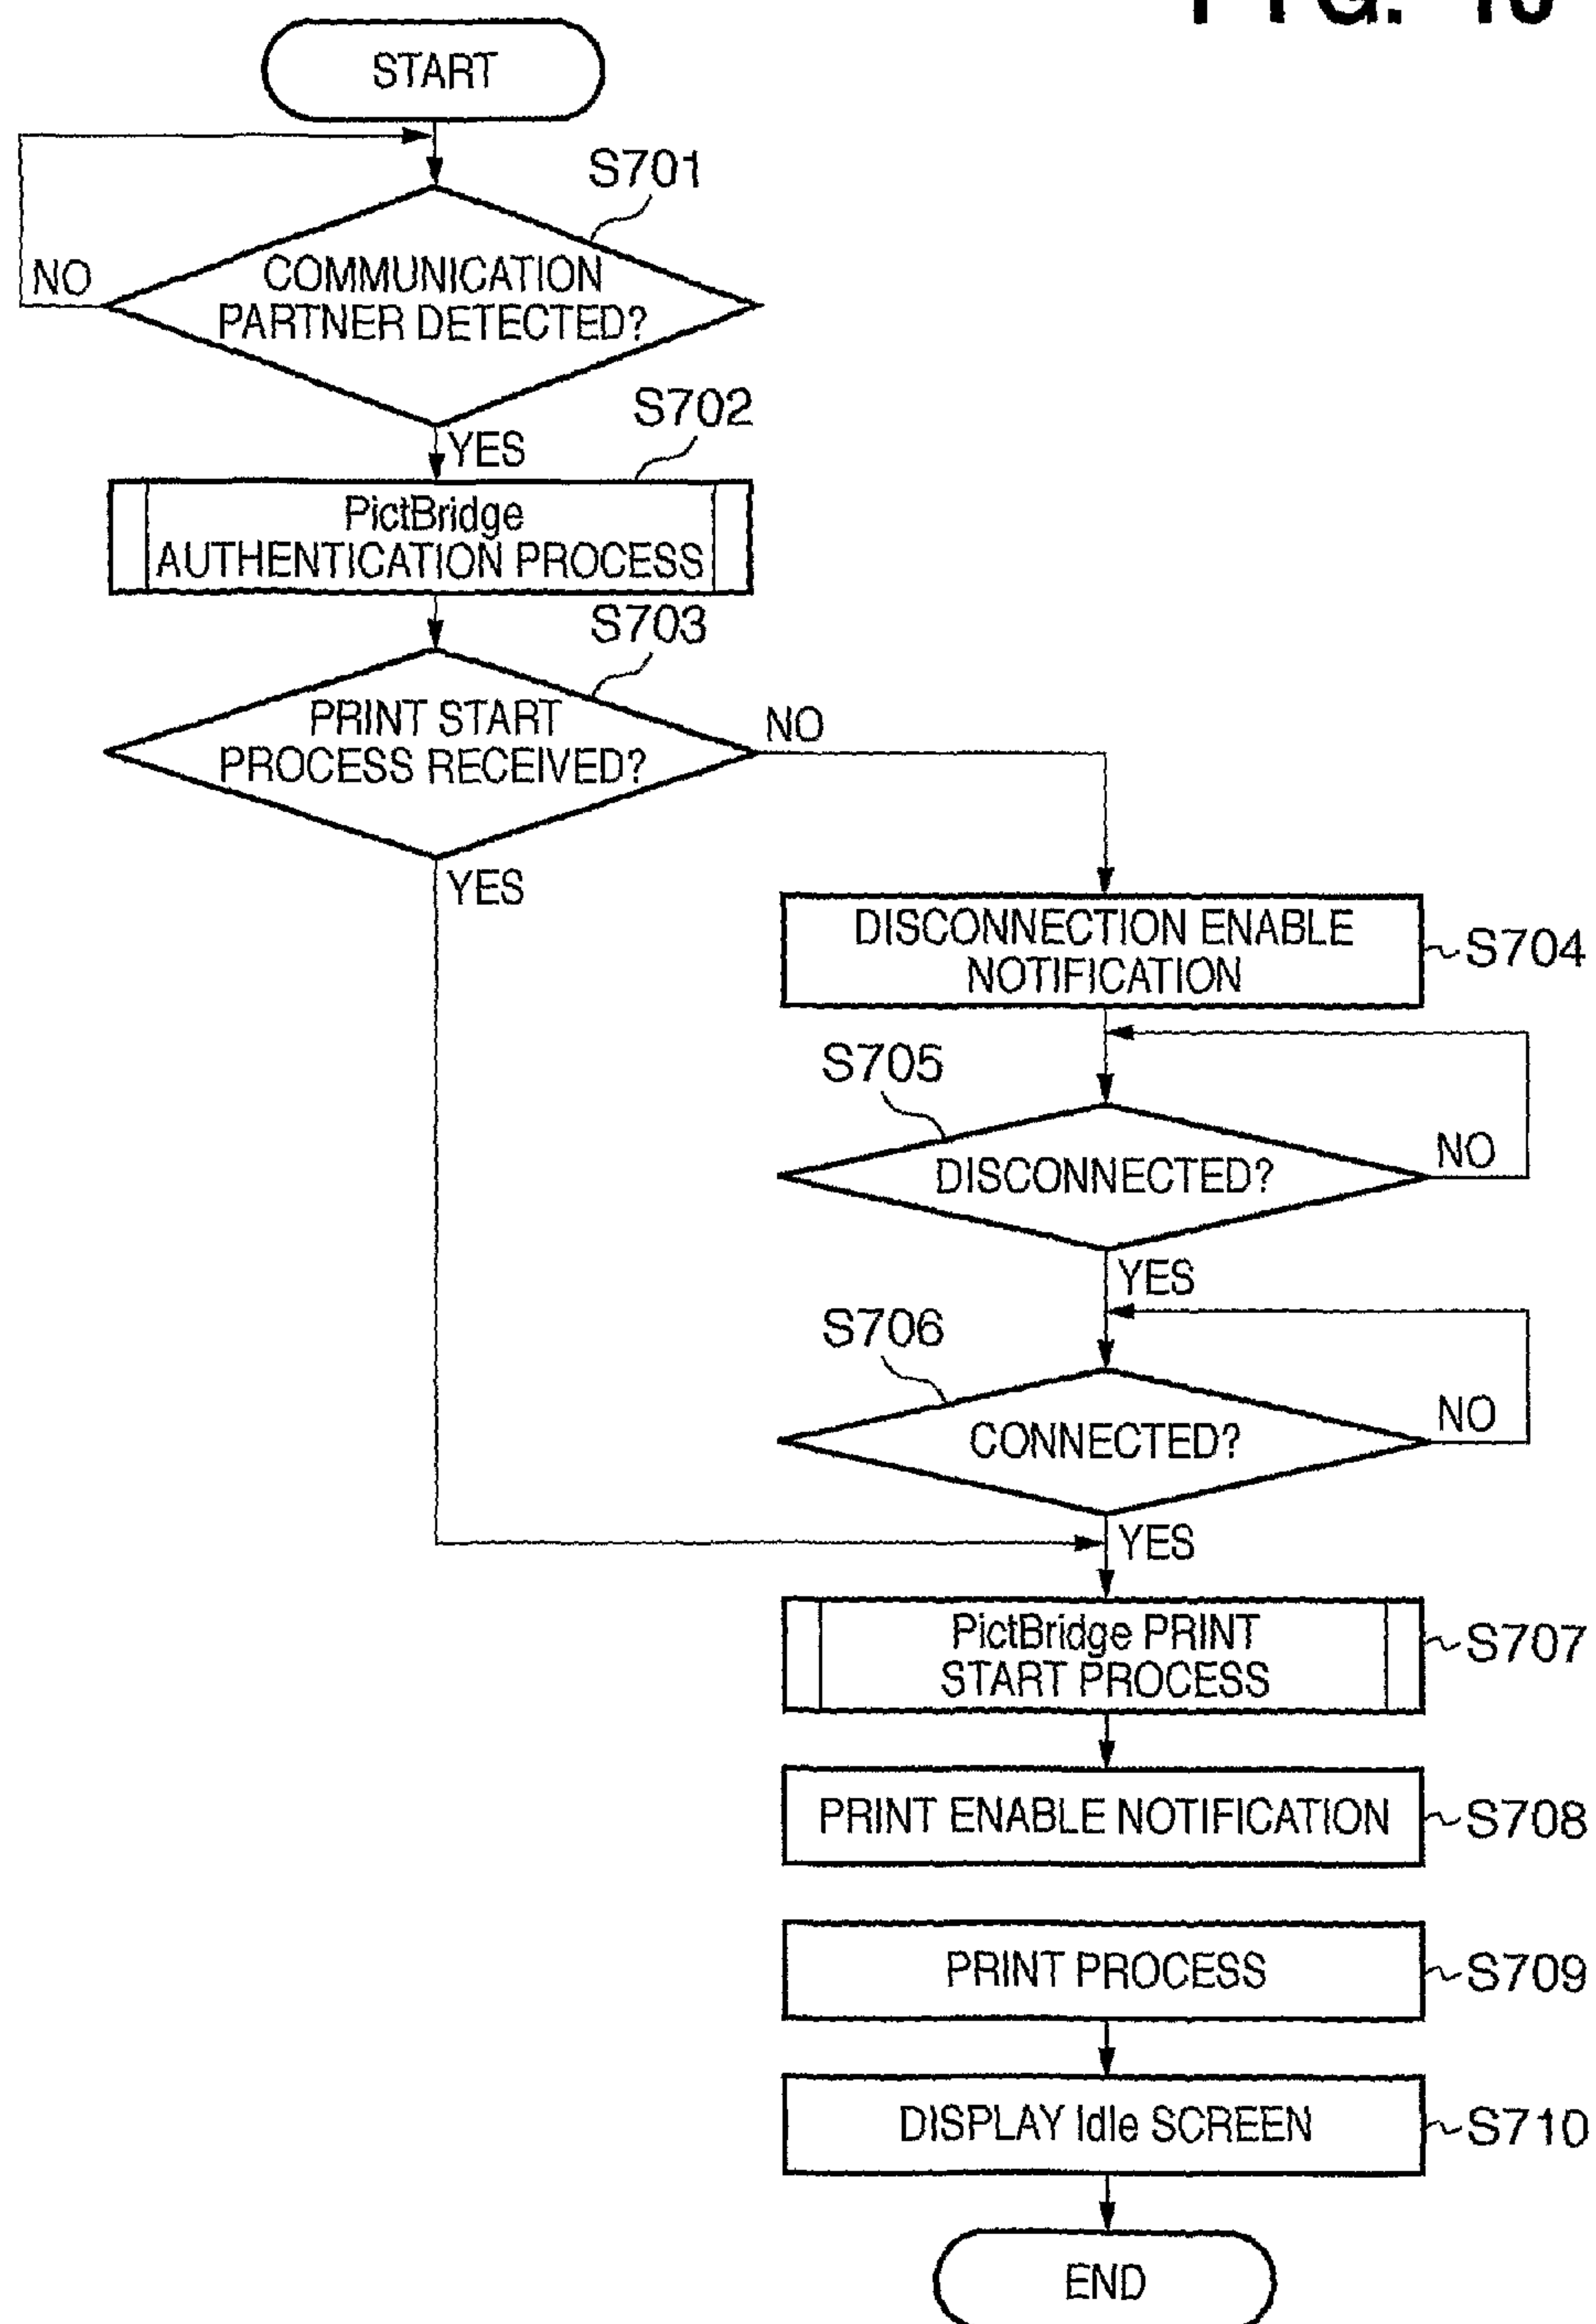 START
S701
NO
COMMUNICATION
PARTNER DETECTED?
S702
YES
PictBridge
AUTHENTICATION PROCESS
S703
PRINT START
PROCESS RECEIVED?
NO
YES
DISCONNECTION ENABLE
NOTIFICATION
S704
S705
DISCONNECTED?
NO
YES
S706
CONNECTED?
NO
YES
PictBridge PRINT
START PROCESS
S707
PRINT ENABLE NOTIFICATION
S708
PRINT PROCESS
S709
DISPLAY Idle SCREEN
S710
END